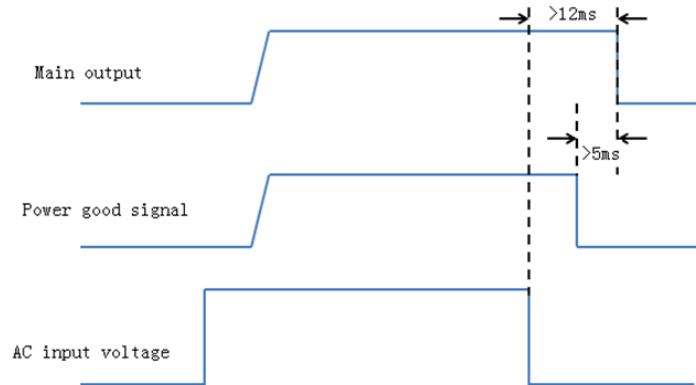 >12ms
Main output
>5ms
Power good signal
AC input voltage